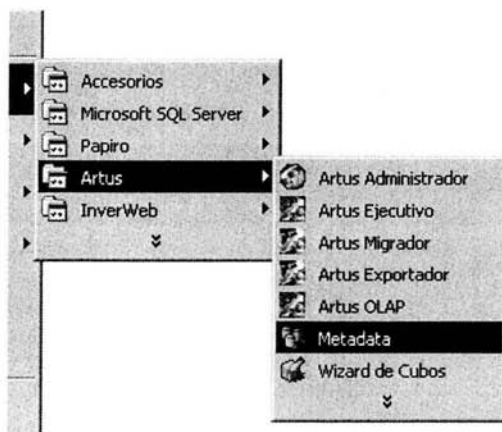 Accesorios
Microsoft SQL Server
Papiro
Artus
InverWeb
Artus Administrador
Artus Ejecutivo
Artus Migrador
Artus Exportador
Artus OLAP
Metadata
Wizard de Cubos